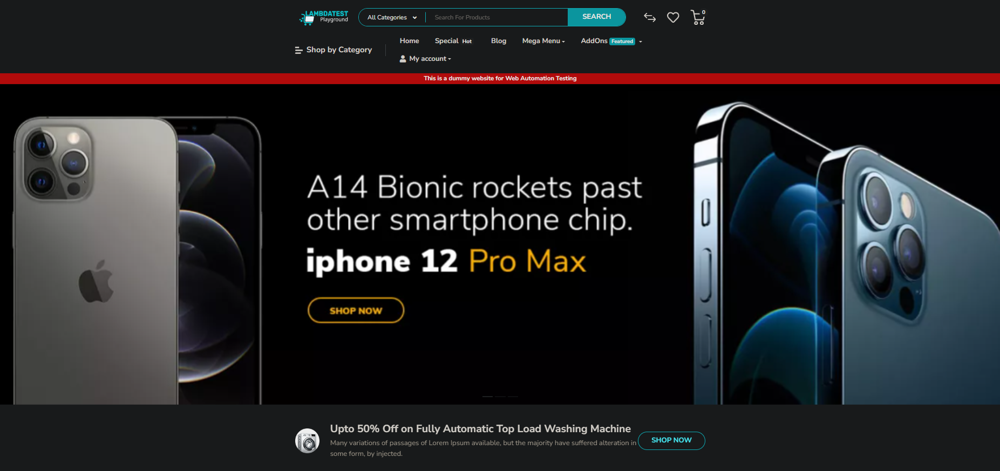 LAMBDATEST
Playground
All Categories
Search For Products
SEARCH
0
Shop by Category
Home
Special Hot
Blog
Mega Menu
AddOns Featured
My account
This is a dummy website for Web Automation Testing
A14 Bionic rockets past
other smartphone chip.
iphone 12 Pro Max
SHOP NOW
Upto 50% Off on Fully Automatic Top Load Washing Machine
Many variations of passages of Lorem Ipsum available, but the majority have suffered alteration in
some form, by injected.
SHOP NOW